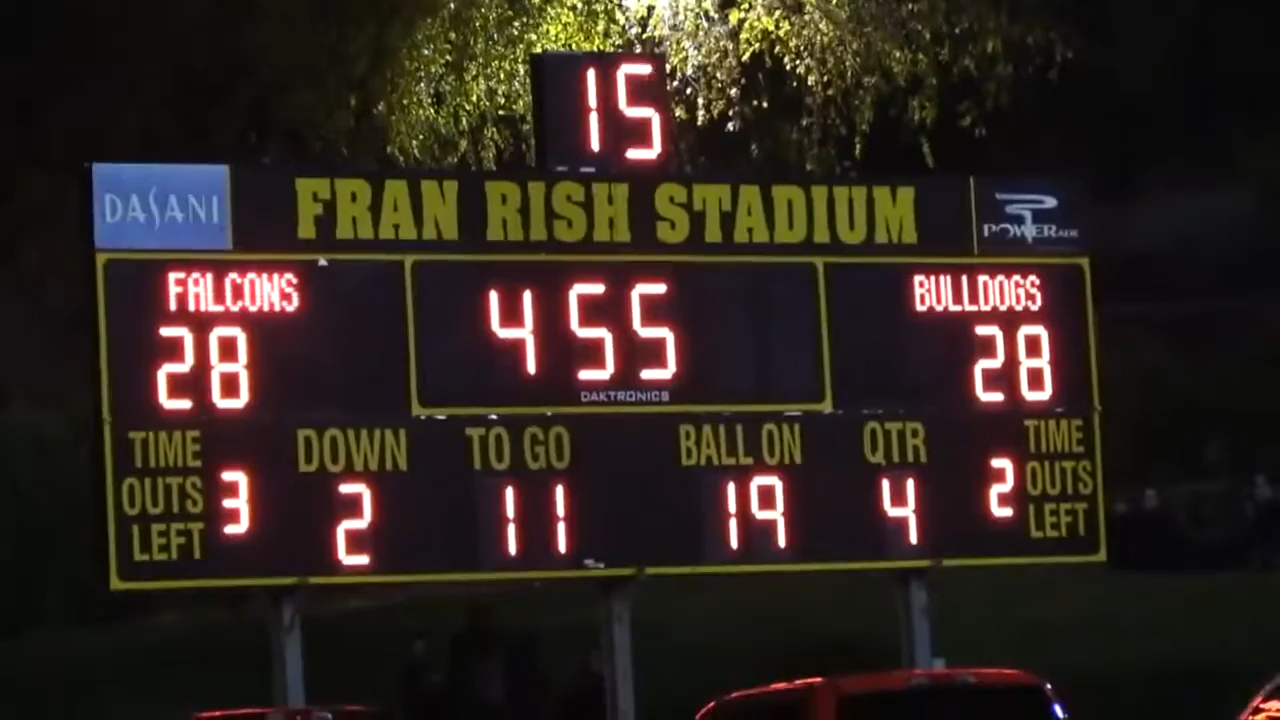 15
DASANI
FRAN RISH STADIUM
POWERADE
FALCONS
28
4 55
DAKTRONICS
BULLDOGS
28
TIME
OUTS 3
LEFT
DOWN
2
TO GO
11
BALL ON
19
QTR
4
2 TIME
OUTS
LEFT